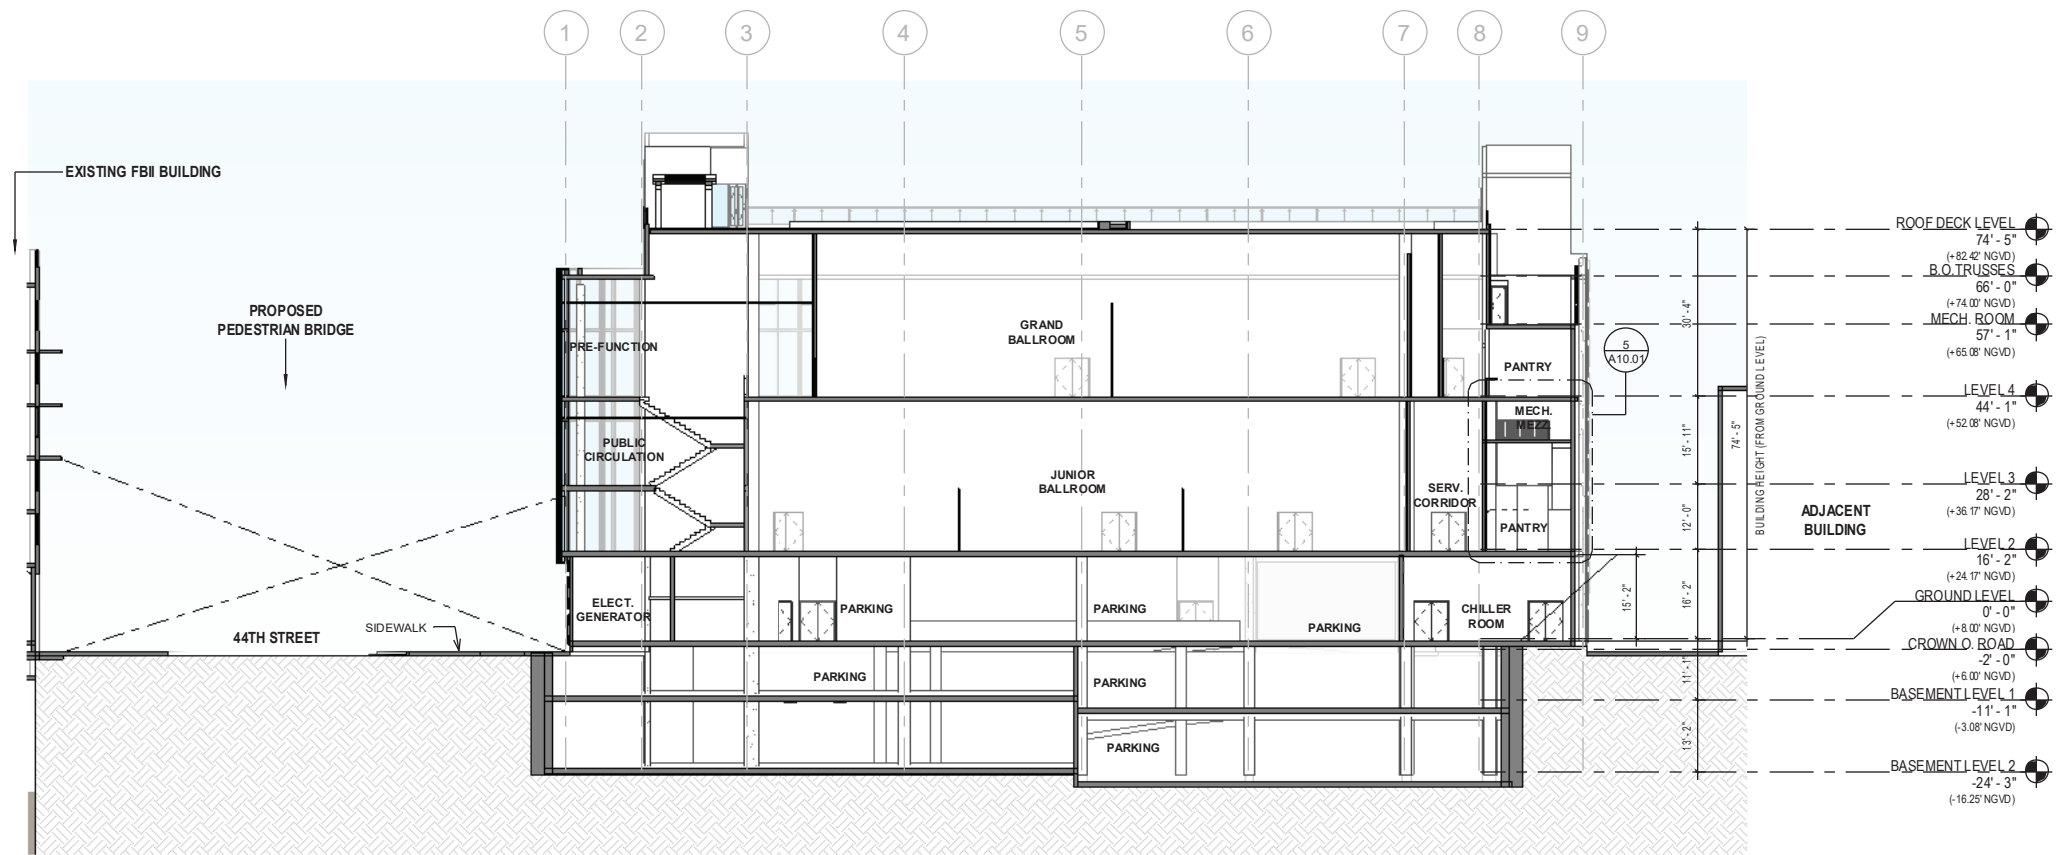 1
2
3
4
5
6
7
8
9
EXISTING FBII BUILDING
PROPOSED
PEDESTRIAN BRIDGE
44TH STREET
SIDEWALK
PRE-FUNCTION
PUBLIC
CIRCULATION
ELECT.
GENERATOR
GRAND
BALLROOM
JUNIOR
BALLROOM
SERV.
CORRIDOR
PANTRY
MECH.
MEZZ.
PANTRY
5
A10.01
PARKING
PARKING
PARKING
CHILLER
ROOM
PARKING
PARKING
PARKING
30' - 4"
15' - 11"
12' - 0"
16' - 2"
15' - 2"
11' - 1"
13' - 2"
74' - 5"
BUILDING HEIGHT (FROM GROUND LEVEL)
ADJACENT
BUILDING
ROOF DECK LEVEL
74' - 5"
(+82.42' NGVD)
B.O.TRUSSES
66' - 0"
(+74.00' NGVD)
MECH. ROOM
57' - 1"
(+65.08' NGVD)
LEVEL 4
44' - 1"
(+52.08' NGVD)
LEVEL 3
28' - 2"
(+36.17' NGVD)
LEVEL 2
16' - 2"
(+24.17' NGVD)
GROUND LEVEL
0' - 0"
(+8.00' NGVD)
CROWN O. ROAD
-2' - 0"
(+6.00' NGVD)
BASEMENT LEVEL 1
-11' - 1"
(-3.08' NGVD)
BASEMENT LEVEL 2
-24' - 3"
(-16.25' NGVD)